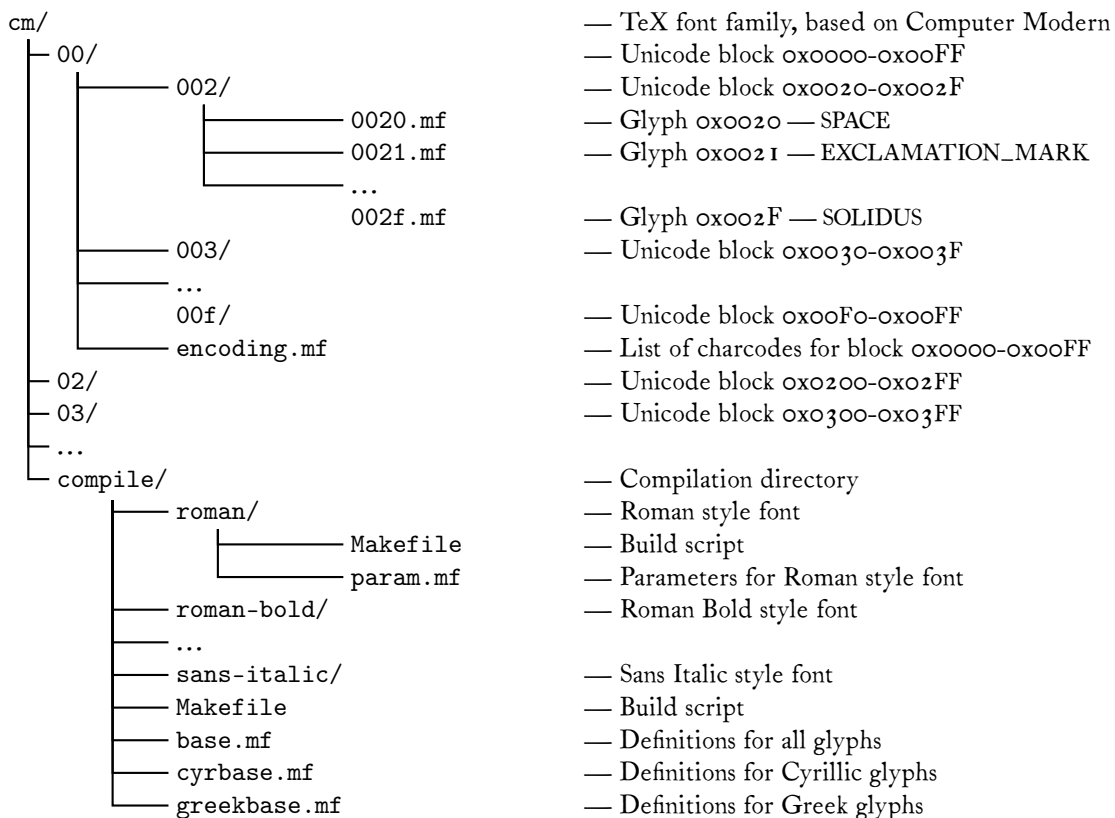 cm/ — TeX font family, based on Computer Modern
00/ — Unicode block 0x0000-0x00FF
002/ — Unicode block 0x0020-0x002F
0020.mf — Glyph 0x0020 — SPACE
0021.mf — Glyph 0x0021 — EXCLAMATION_MARK
...
002f.mf — Glyph 0x002F — SOLIDUS
003/ — Unicode block 0x0030-0x003F
...
00f/ — Unicode block 0x00F0-0x00FF
encoding.mf — List of charcodes for block 0x0000-0x00FF
02/ — Unicode block 0x0200-0x02FF
03/ — Unicode block 0x0300-0x03FF
...
compile/ — Compilation directory
roman/ — Roman style font
Makefile — Build script
param.mf — Parameters for Roman style font
roman-bold/ — Roman Bold style font
...
sans-italic/ — Sans Italic style font
Makefile — Build script
base.mf — Definitions for all glyphs
cyrbase.mf — Definitions for Cyrillic glyphs
greekbase.mf — Definitions for Greek glyphs